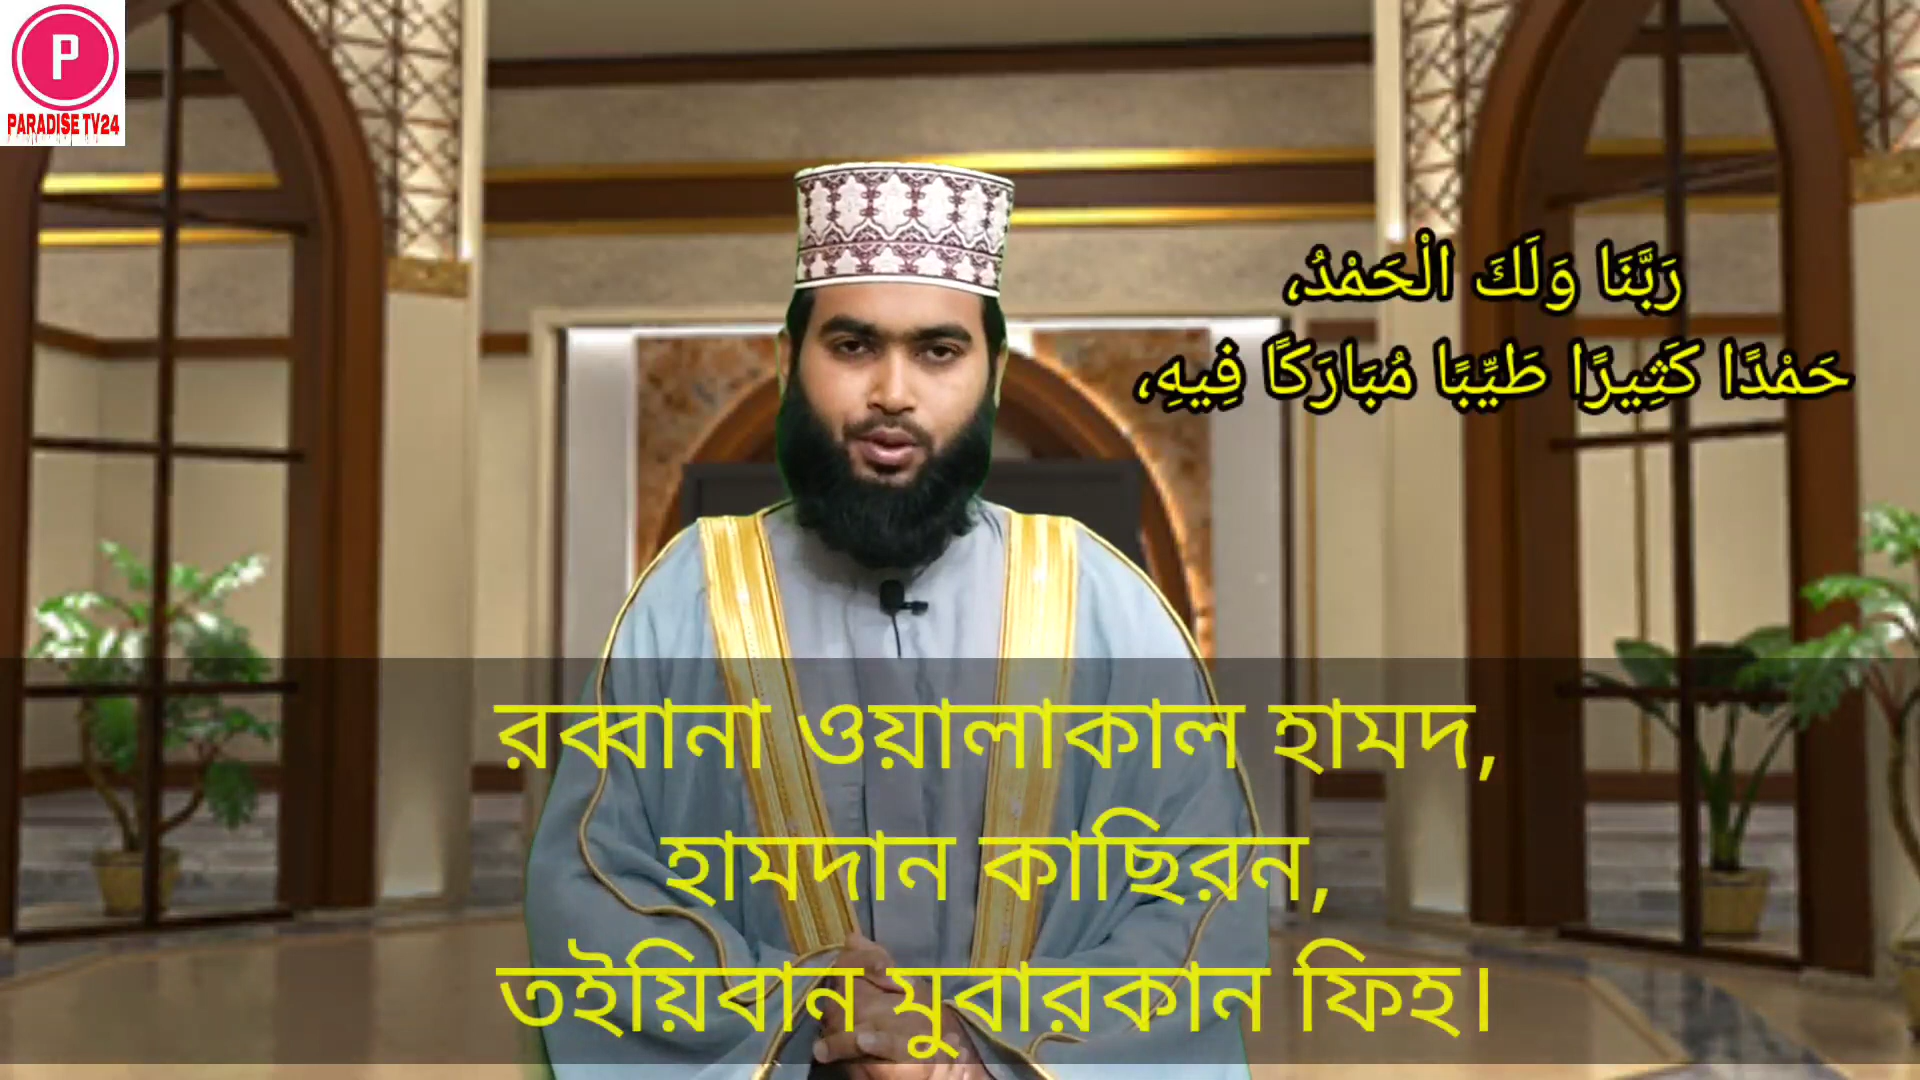 P
PARADISE TV24
رَبَّنَا وَلَكَ الْحَمْدُ،
حَمْدًا كَثِيرًا طَيِّبًا مُبَارَكًا فِيهِ،
রব্বানা ওয়ালাকাল হামদ,
হামদান কাছিরন,
তইয়িবান মুবারকান ফিহ।